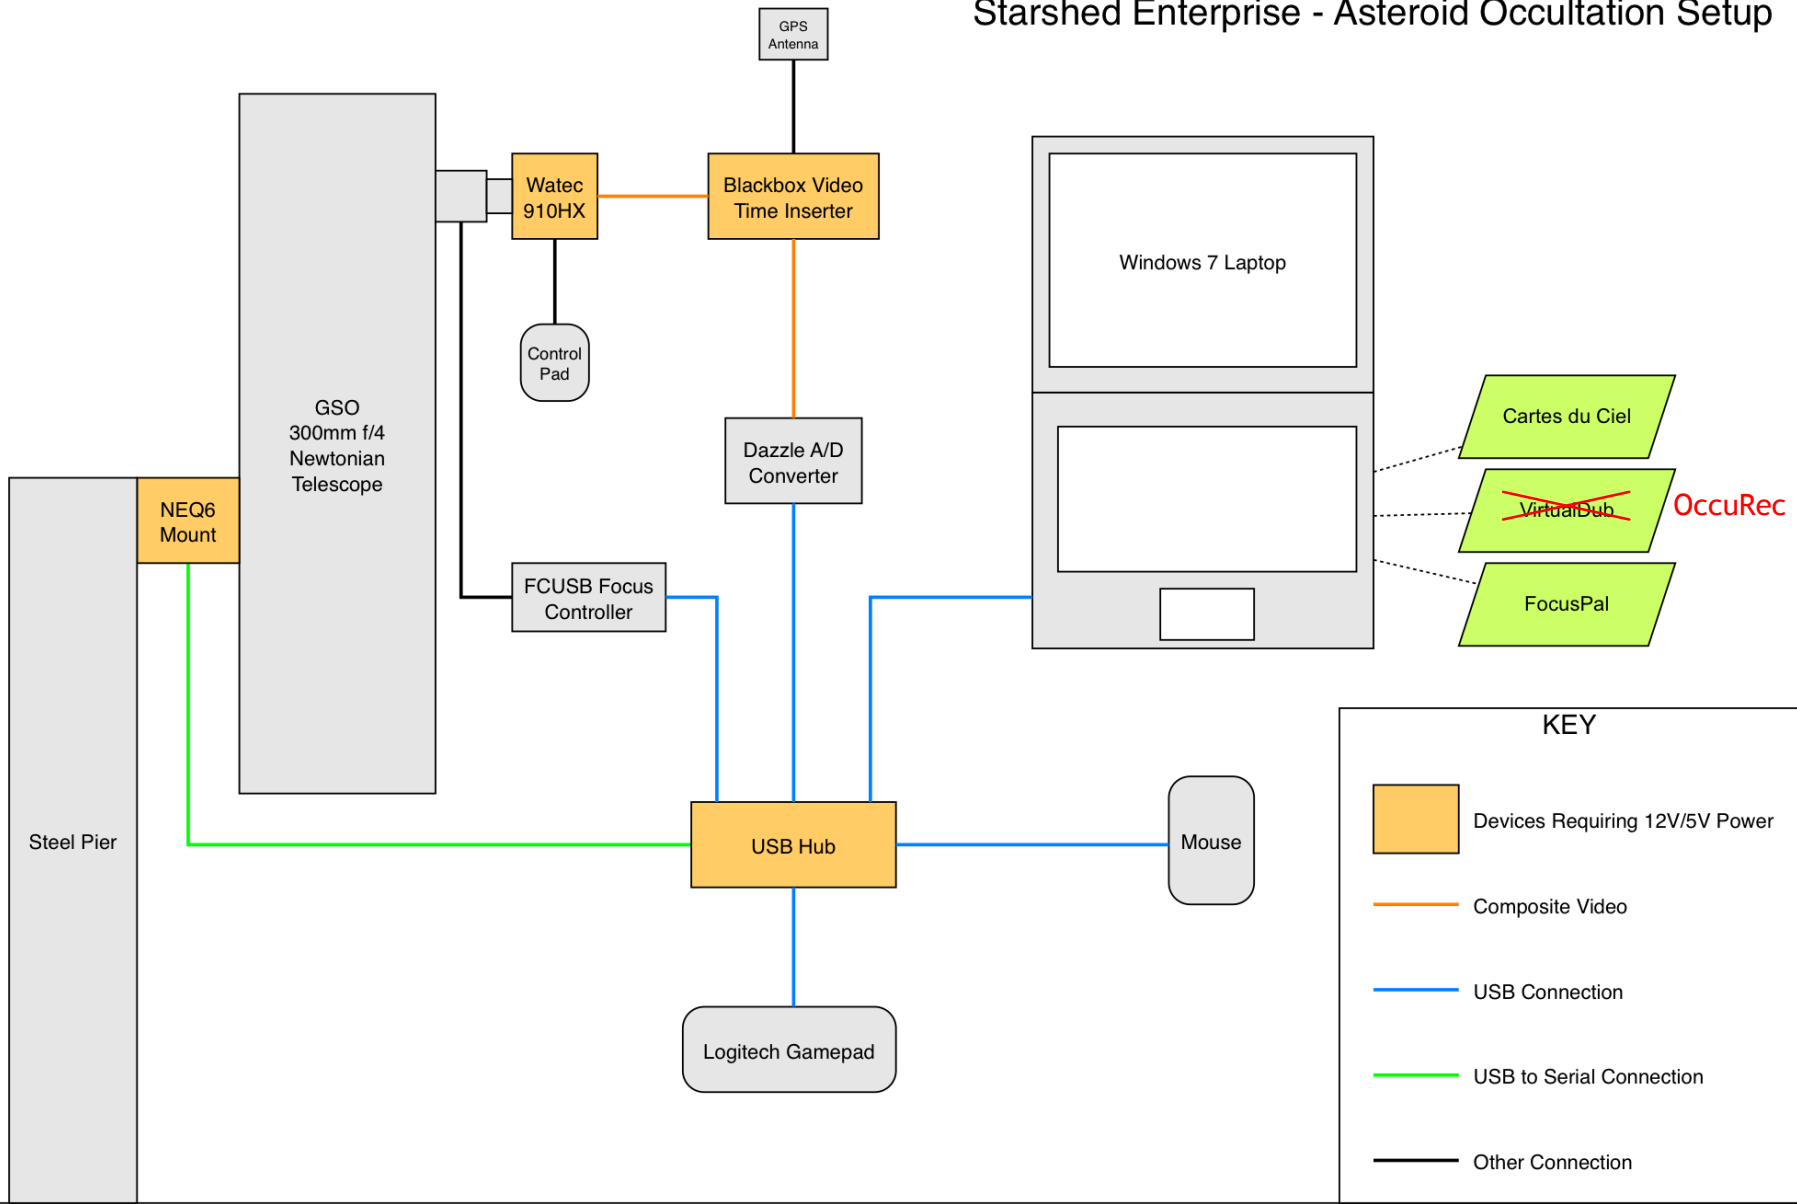 Starshed Enterprise - Asteroid Occultation Setup
GPS
Antenna
Watec
910HX
Blackbox Video
Time Inserter
Windows 7 Laptop
Control
Pad
GSO
300mm f/4
Newtonian
Telescope
Cartes du Ciel
Dazzle A/D
Converter
NEQ6
Mount
VirtualDub
OccuRec
FCUSB Focus
Controller
FocusPal
Steel Pier
USB Hub
Mouse
Logitech Gamepad
KEY
Devices Requiring 12V/5V Power
Composite Video
USB Connection
USB to Serial Connection
Other Connection